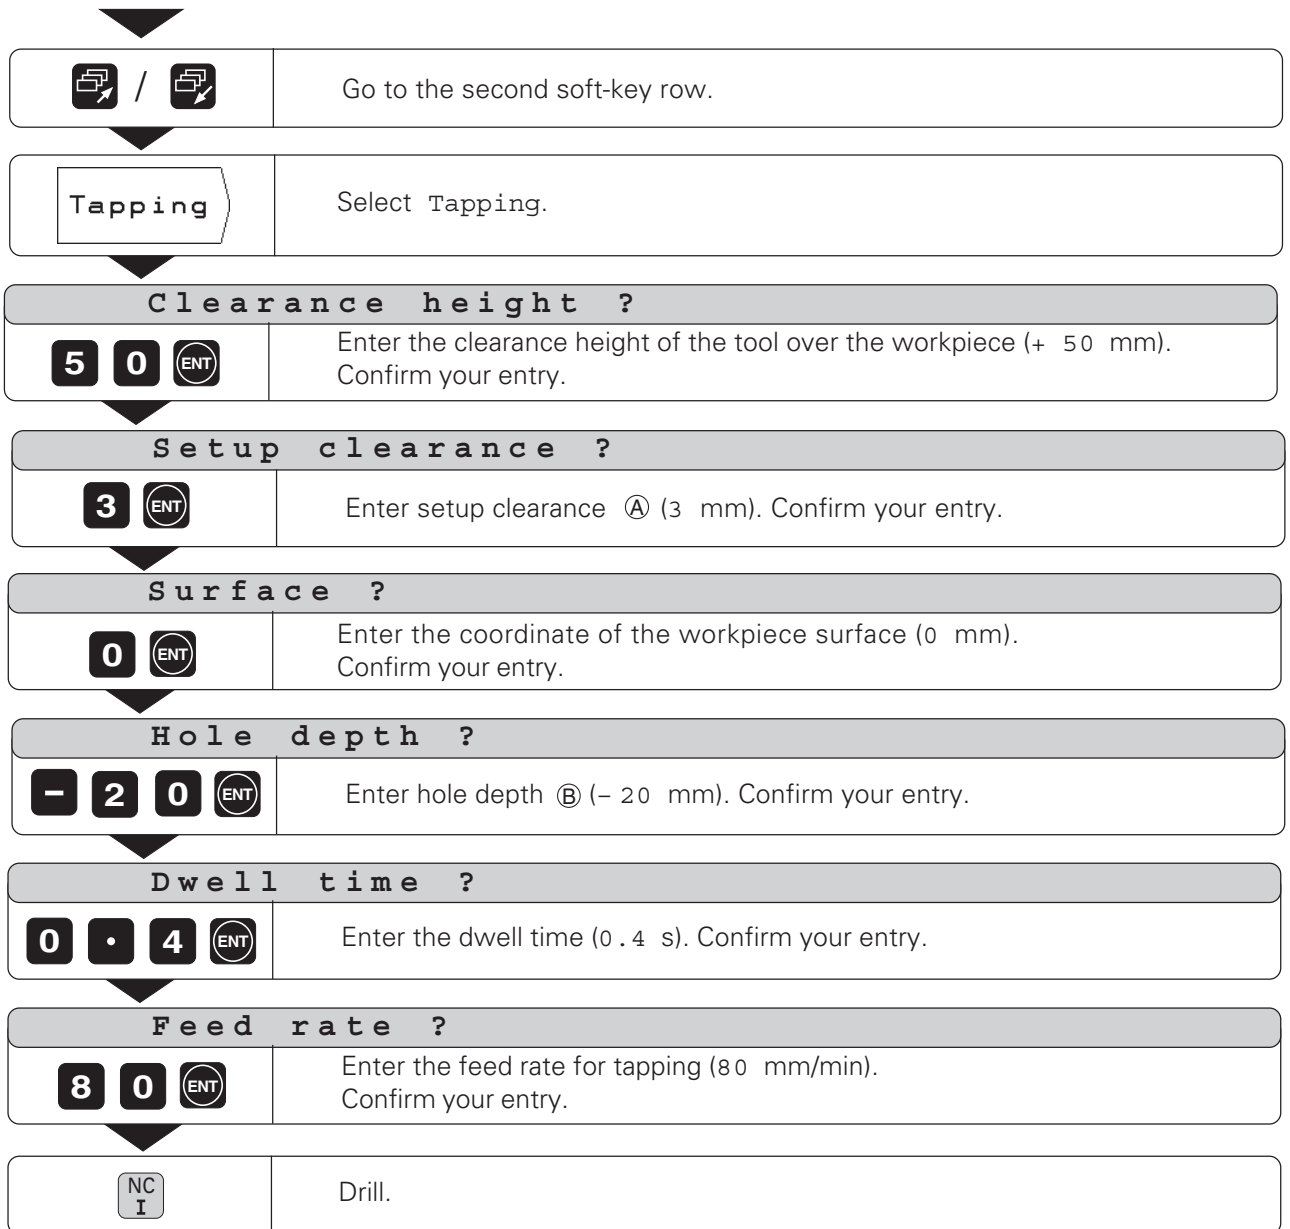 /
Go to the second soft-key row.
Tapping
Select Tapping.
Clearance height ?
5 0 ENT
Enter the clearance height of the tool over the workpiece (+ 50 mm).
Confirm your entry.
Setup clearance ?
3 ENT
Enter setup clearance Ⓐ (3 mm). Confirm your entry.
Surface ?
0 ENT
Enter the coordinate of the workpiece surface (0 mm).
Confirm your entry.
Hole depth ?
– 2 0 ENT
Enter hole depth Ⓑ (– 20 mm). Confirm your entry.
Dwell time ?
0 · 4 ENT
Enter the dwell time (0.4 s). Confirm your entry.
Feed rate ?
8 0 ENT
Enter the feed rate for tapping (80 mm/min).
Confirm your entry.
NC
I
Drill.